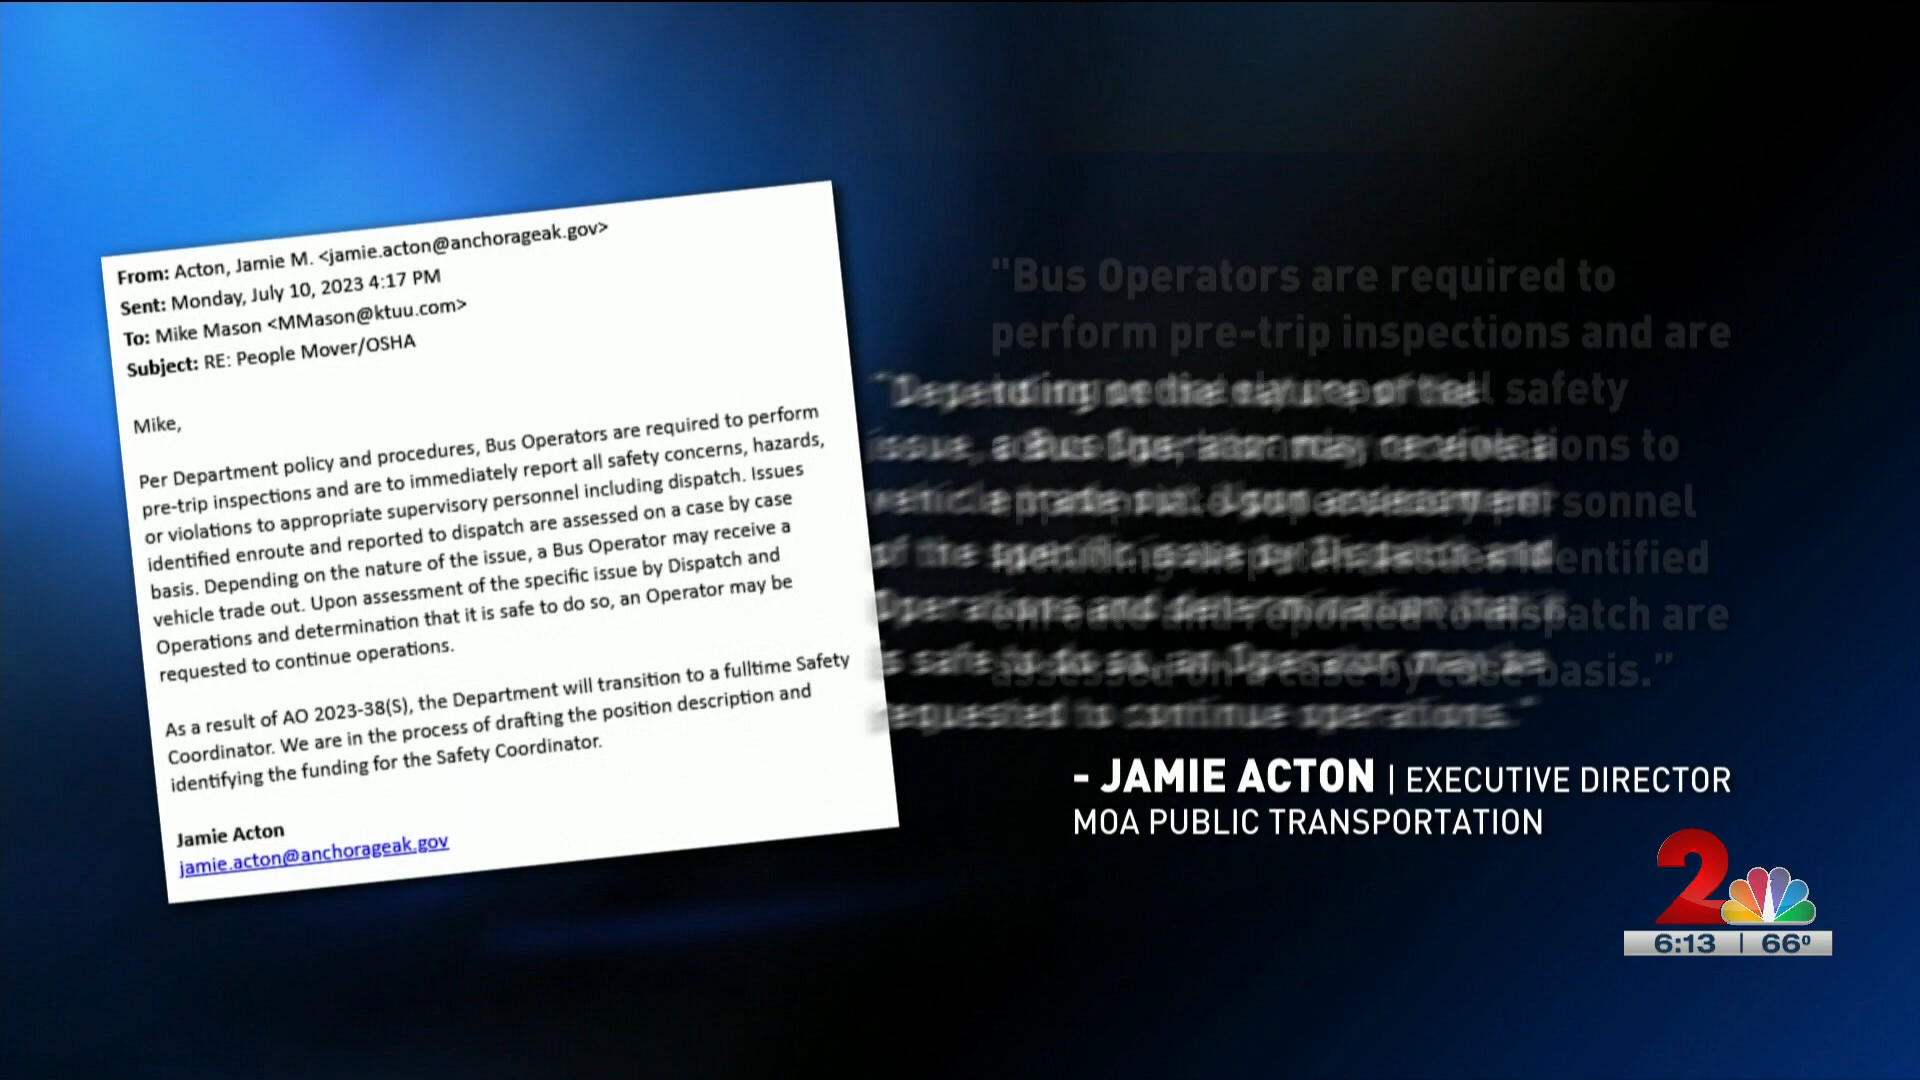 From: Acton, Jamie M. <jamie.acton@anchorageak.gov>
Sent: Monday, July 10, 2023 4:17 PM
To: Mike Mason <MMason@ktuu.com>
Subject: RE: People Mover/OSHA
Mike,
Per Department policy and procedures, Bus Operators are required to perform
pre-trip inspections and are to immediately report all safety concerns, hazards,
or violations to appropriate supervisory personnel including dispatch. Issues
identified enroute and reported to dispatch are assessed on a case by case
basis. Depending on the nature of the issue, a Bus Operator may receive a
vehicle trade out. Upon assessment of the specific issue by Dispatch and
Operations and determination that it is safe to do so, an Operator may be
requested to continue operations.
As a result of AO 2023-38(S), the Department will transition to a fulltime Safety
Coordinator. We are in the process of drafting the position description and
identifying the funding for the Safety Coordinator.
Jamie Acton
jamie.acton@anchorageak.gov
"Bus Operators are required to
perform pre-trip inspections and are
safety
to
dispatch are
basis.”
requested to continue operations."
- JAMIE ACTON | EXECUTIVE DIRECTOR
MOA PUBLIC TRANSPORTATION
2
6:13 | 66°